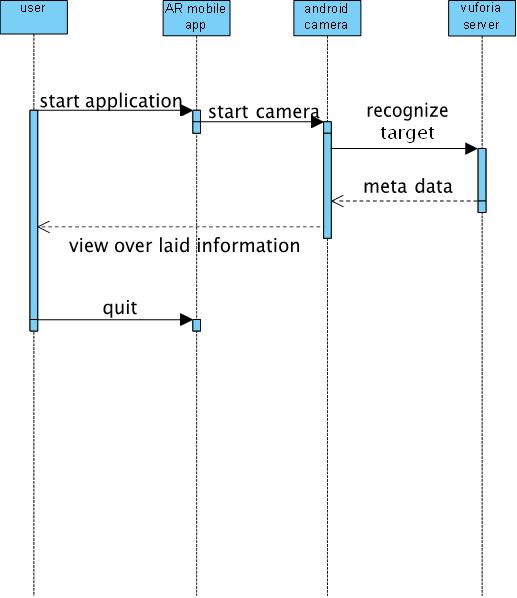 user
AR mobile
app
android
camera
vuforia
server
start application
start camera
recognize
target
meta data
view over laid information
quit